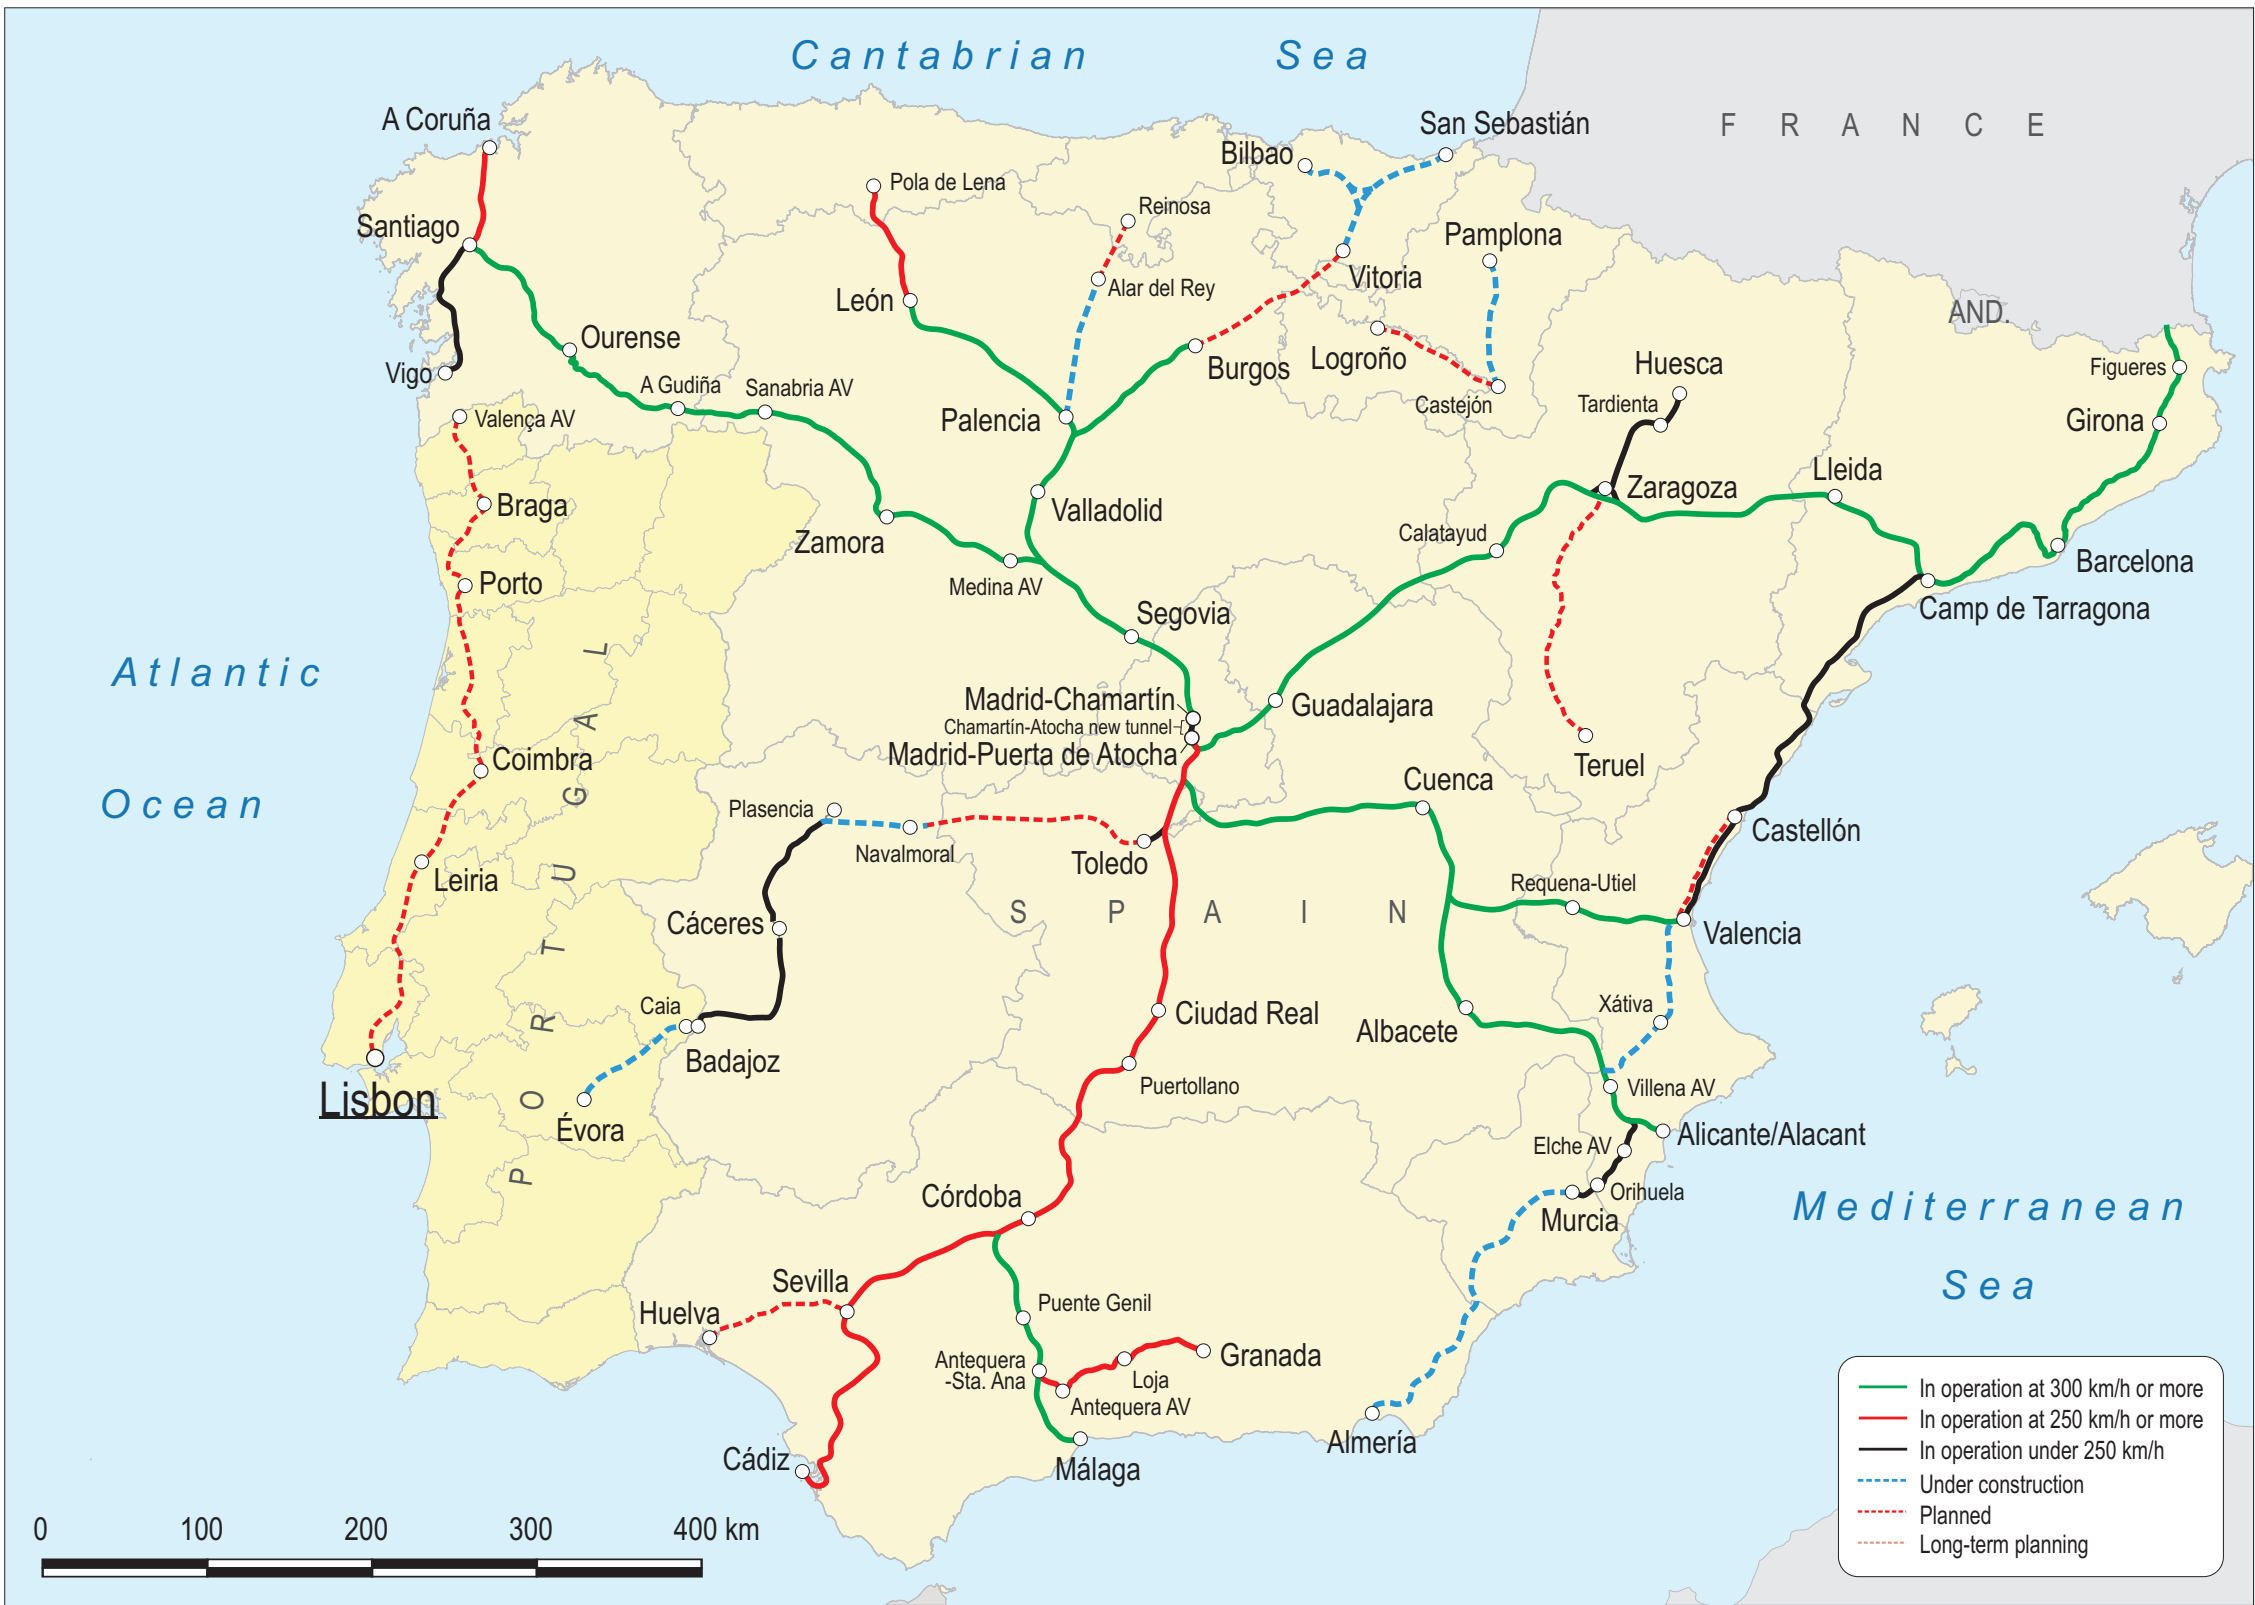 Cantabrian Sea
A Coruña
San Sebastián
FRANCE
Bilbao
Pola de Lena
Reinosa
Santiago
Pamplona
Vitoria
Alar del Rey
León
AND.
Ourense
Burgos
Logroño
Huesca
Figueres
Vigo
A Gudiña
Sanabria AV
Castejón
Tardienta
Valença AV
Palencia
Girona
Lleida
Braga
Valladolid
Zaragoza
Zamora
Calatayud
Barcelona
Porto
Medina AV
Segovia
Camp de Tarragona
Atlantic
Ocean
PORTUGAL
Madrid-Chamartín
Chamartín-Atocha new tunnel
Madrid-Puerta de Atocha
Guadalajara
Coimbra
Teruel
Cuenca
Plasencia
Navalmoral
Toledo
Castellón
Leiria
Requena-Utiel
SPAIN
Cáceres
Valencia
Caia
Xátiva
Ciudad Real
Albacete
Badajoz
Puertollano
Villena AV
Lisbon
Évora
Alicante/Alacant
Elche AV
Orihuela
Córdoba
Murcia
Mediterranean
Sea
Sevilla
Huelva
Puente Genil
Granada
Antequera
-Sta. Ana
Loja
Antequera AV
Almería
Cádiz
Málaga
0 100 200 300 400 km
In operation at 300 km/h or more
In operation at 250 km/h or more
In operation under 250 km/h
Under construction
Planned
Long-term planning